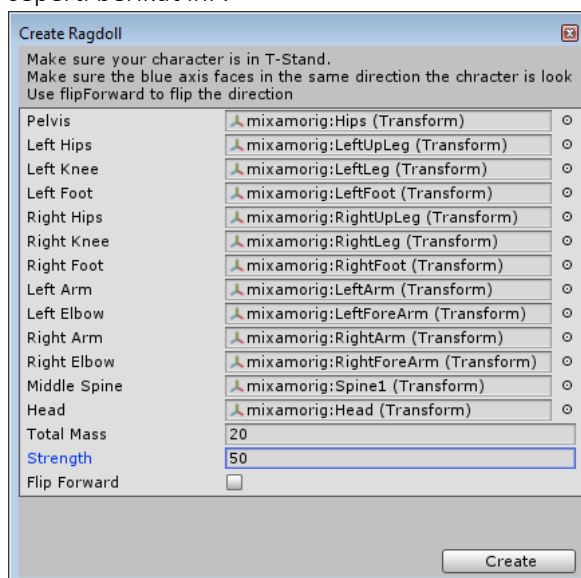 Create Ragdoll
Make sure your character is in T-Stand.
Make sure the blue axis faces in the same direction the chracter is look
Use flipForward to flip the direction
Pelvis mixamorig:Hips (Transform)
Left Hips mixamorig:LeftUpLeg (Transform)
Left Knee mixamorig:LeftLeg (Transform)
Left Foot mixamorig:LeftFoot (Transform)
Right Hips mixamorig:RightUpLeg (Transform)
Right Knee mixamorig:RightLeg (Transform)
Right Foot mixamorig:RightFoot (Transform)
Left Arm mixamorig:LeftArm (Transform)
Left Elbow mixamorig:LeftForeArm (Transform)
Right Arm mixamorig:RightArm (Transform)
Right Elbow mixamorig:RightForeArm (Transform)
Middle Spine mixamorig:Spine1 (Transform)
Head mixamorig:Head (Transform)
Total Mass 20
Strength 50
Flip Forward
Create